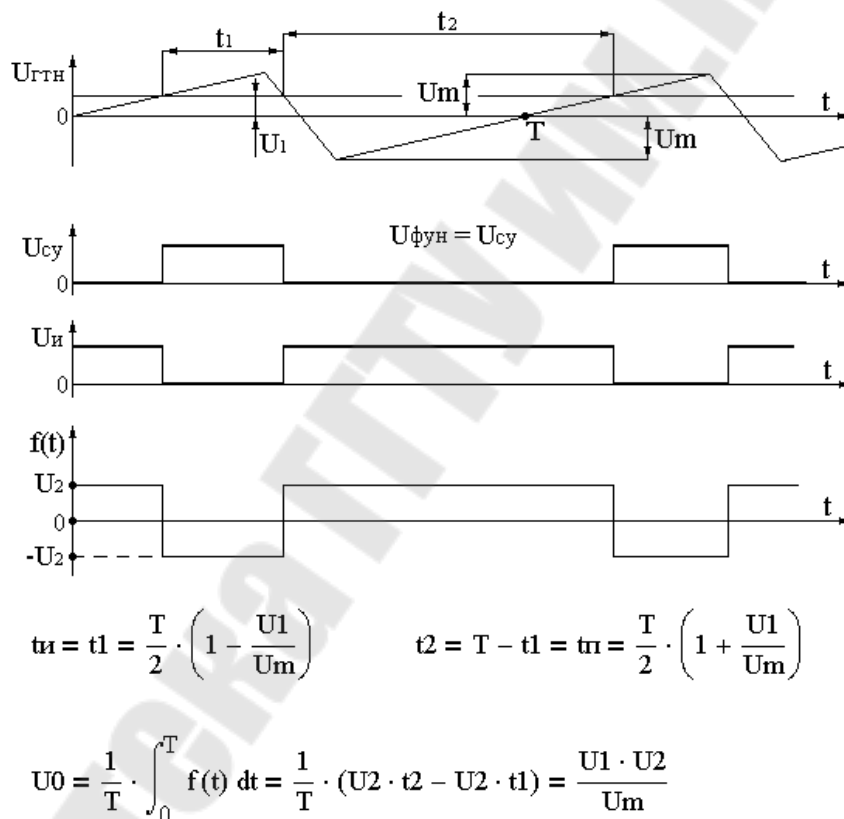 t1 t2
Uгтн
Um
0 t
U1 T Um
Uсу Uфун = Uсу
0 t
Uи
0 t
f(t)
U2
0 t
-U2
tи = t1 = T/2 · (1 − U1/Um) t2 = T − t1 = tп = T/2 · (1 + U1/Um)
U0 = 1/T · ∫₀ᵀ f(t) dt = 1/T · (U2 · t2 − U2 · t1) = U1 · U2/Um